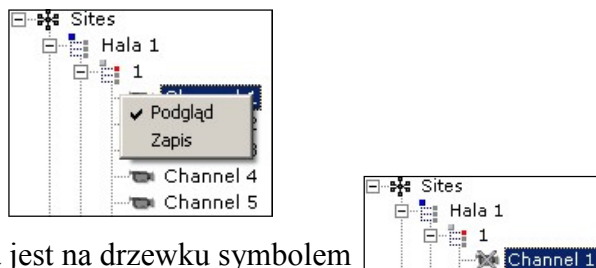 Sites
Hala 1
1
Podgląd
Zapis
Channel 4
Channel 5
jest na drzewku symbolem
Sites
Hala 1
1
Channel 1